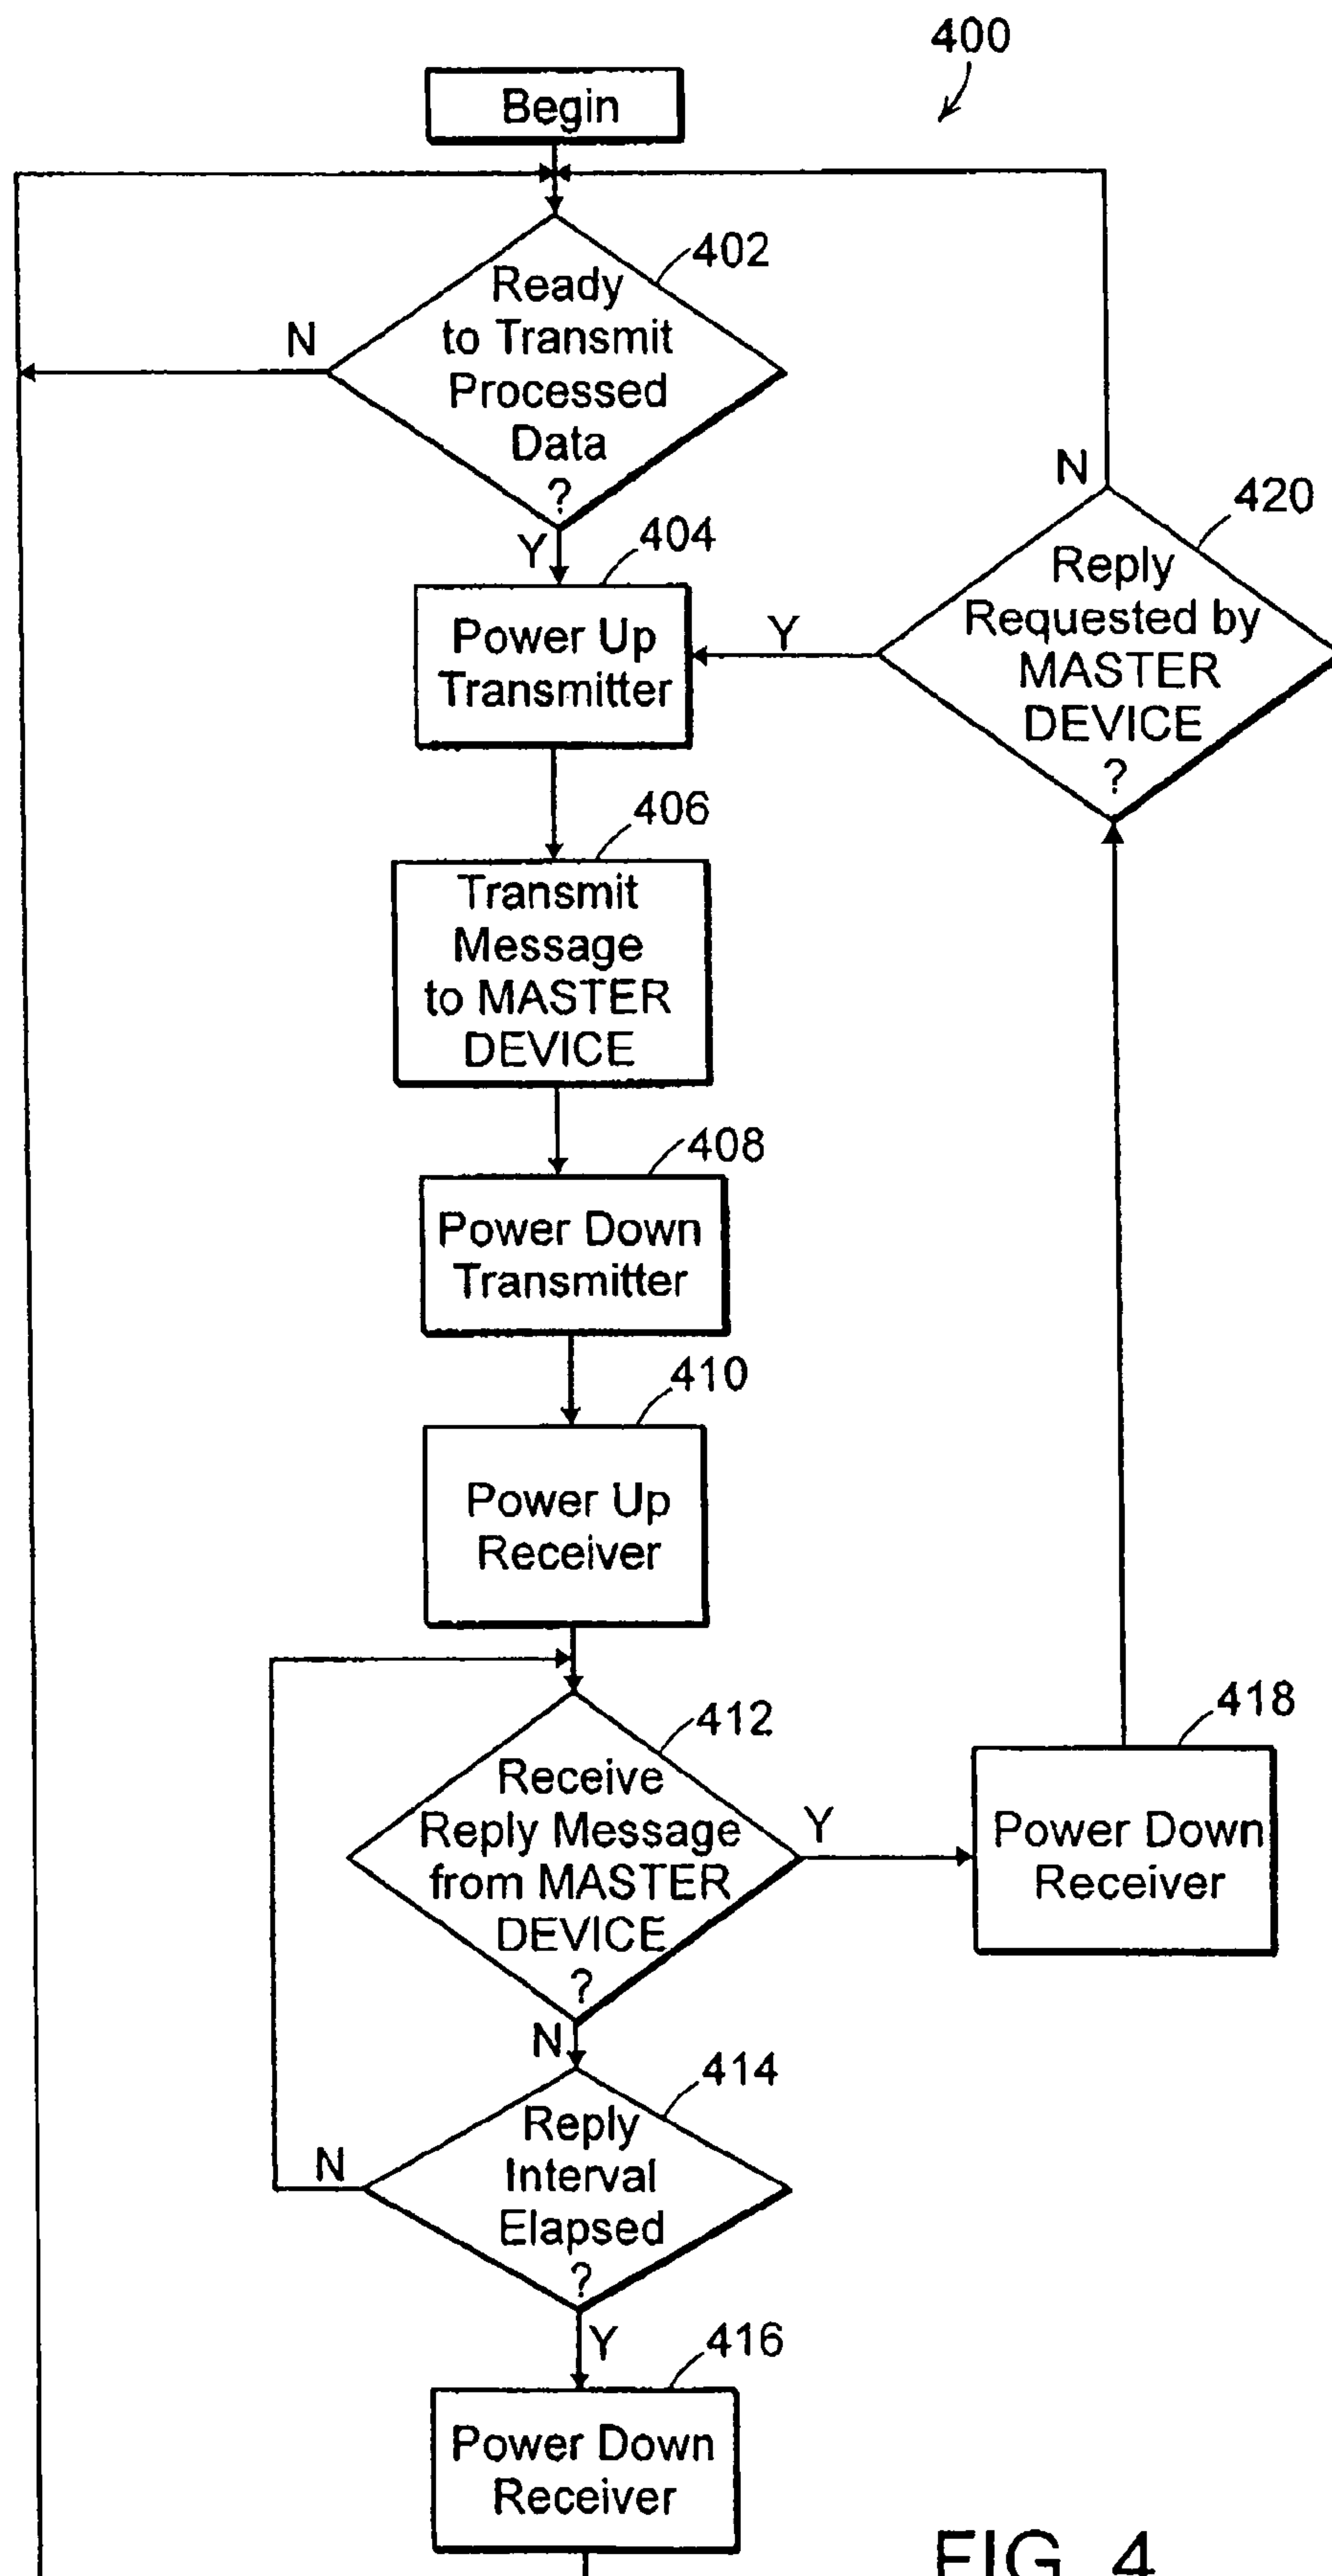 400
Begin
402
Ready
to Transmit
Processed
Data
?
N
Y
404
Power Up
Transmitter
Y
N
420
Reply
Requested by
MASTER
DEVICE
?
406
Transmit
Message
to MASTER
DEVICE
408
Power Down
Transmitter
410
Power Up
Receiver
412
Receive
Reply Message
from MASTER
DEVICE
?
Y
418
Power Down
Receiver
N
414
Reply
Interval
Elapsed
?
N
Y
416
Power Down
Receiver
FIG. 4